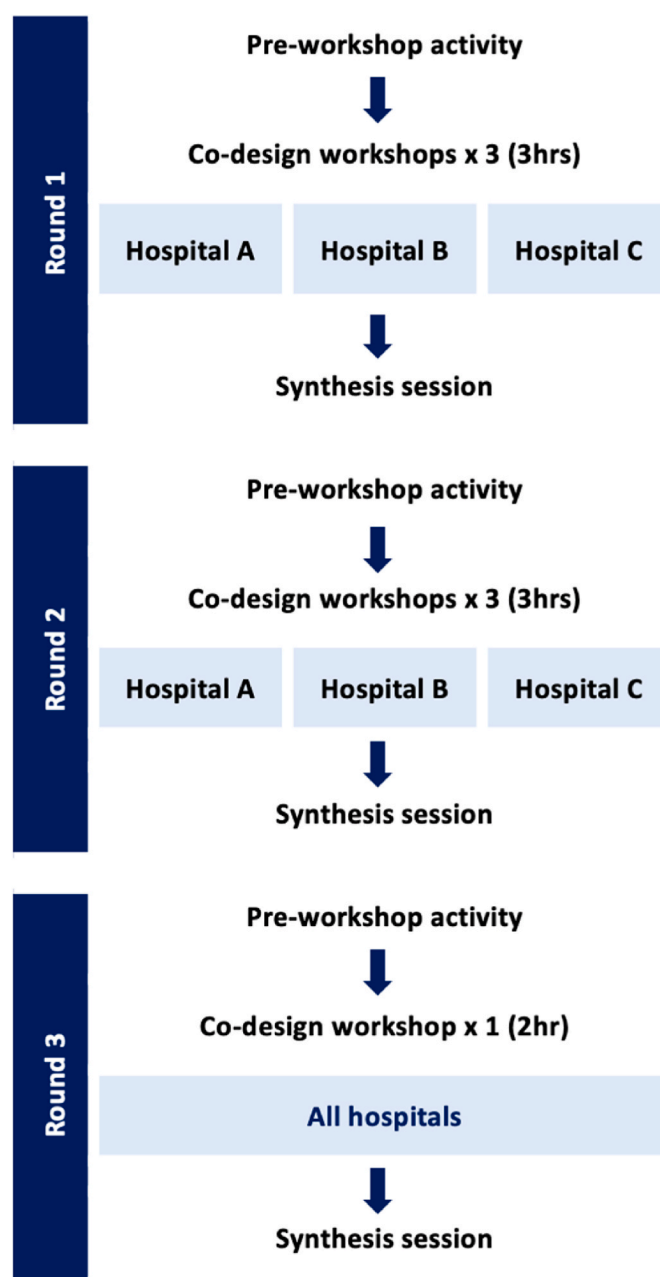 Round 1
Pre-workshop activity
Co-design workshops x 3 (3hrs)
Hospital A
Hospital B
Hospital C
Synthesis session
Round 2
Pre-workshop activity
Co-design workshops x 3 (3hrs)
Hospital A
Hospital B
Hospital C
Synthesis session
Round 3
Pre-workshop activity
Co-design workshop x 1 (2hr)
All hospitals
Synthesis session